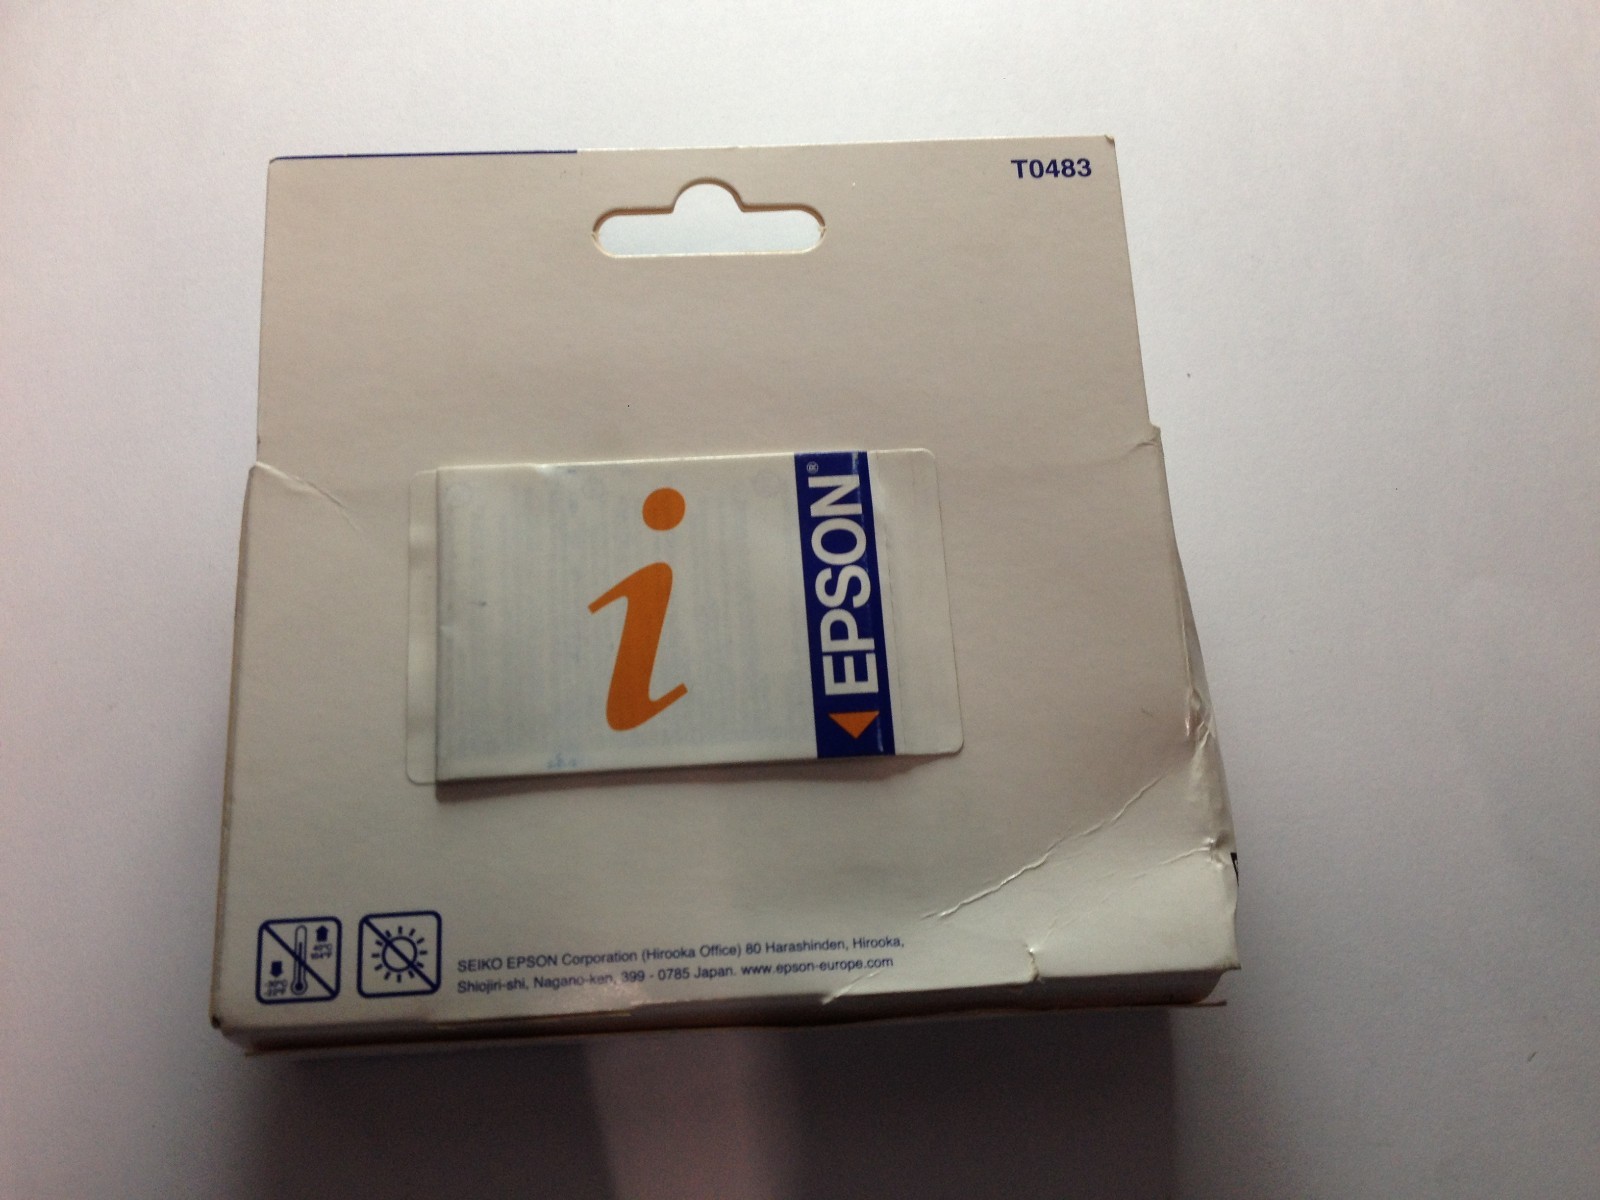 T0483
i
EPSON®
SEIKO EPSON Corporation (Hirooka Office) 80 Harashinden, Hirooka,
Shiojiri-shi, Nagano-ken, 399 - 0785 Japan. www.epson-europe.com